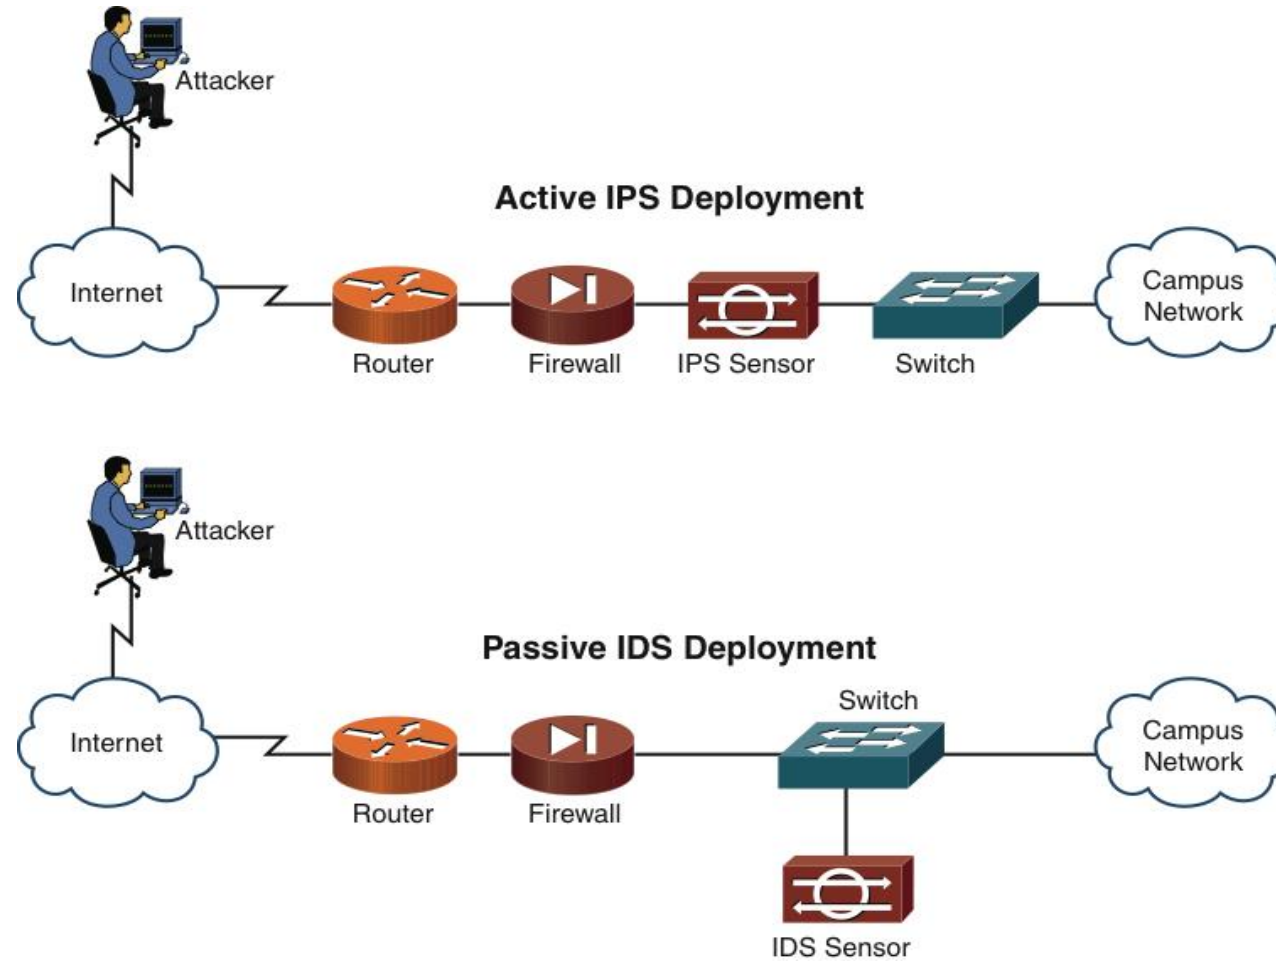 Attacker
Active IPS Deployment
Internet
Campus
Network
Router
Firewall
IPS Sensor
Switch
Attacker
Passive IDS Deployment
Switch
Internet
Campus
Network
Router
Firewall
IDS Sensor